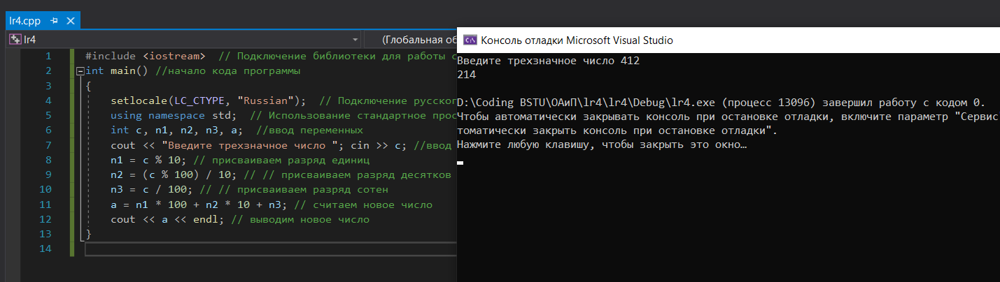 lr4.cpp
lr4
(Глобальная об
1 #include <iostream> // Подключение библиотеки для работы с
2 int main() //начало кода программы
3 {
4 setlocale(LC_CTYPE, "Russian"); // Подключение русског
5 using namespace std; // Использование стандартное прос
6 int c, n1, n2, n3, a; //ввод переменных
7 cout << "Введите трехзначное число "; cin >> c; //ввод
8 n1 = c % 10; // присваиваем разряд единиц
9 n2 = (c % 100) / 10; // // присваиваем разряд десятков
10 n3 = c / 100; // // присваиваем разряд сотен
11 a = n1 * 100 + n2 * 10 + n3; // считаем новое число
12 cout << a << endl; // выводим новое число
13 }
14
C:\ Консоль отладки Microsoft Visual Studio
Введите трехзначное число 412
214
D:\Coding BSTU\ОАиП\lr4\lr4\Debug\lr4.exe (процесс 13096) завершил работу с кодом 0.
Чтобы автоматически закрывать консоль при остановке отладки, включите параметр "Сервис
томатически закрыть консоль при остановке отладки".
Нажмите любую клавишу, чтобы закрыть это окно…